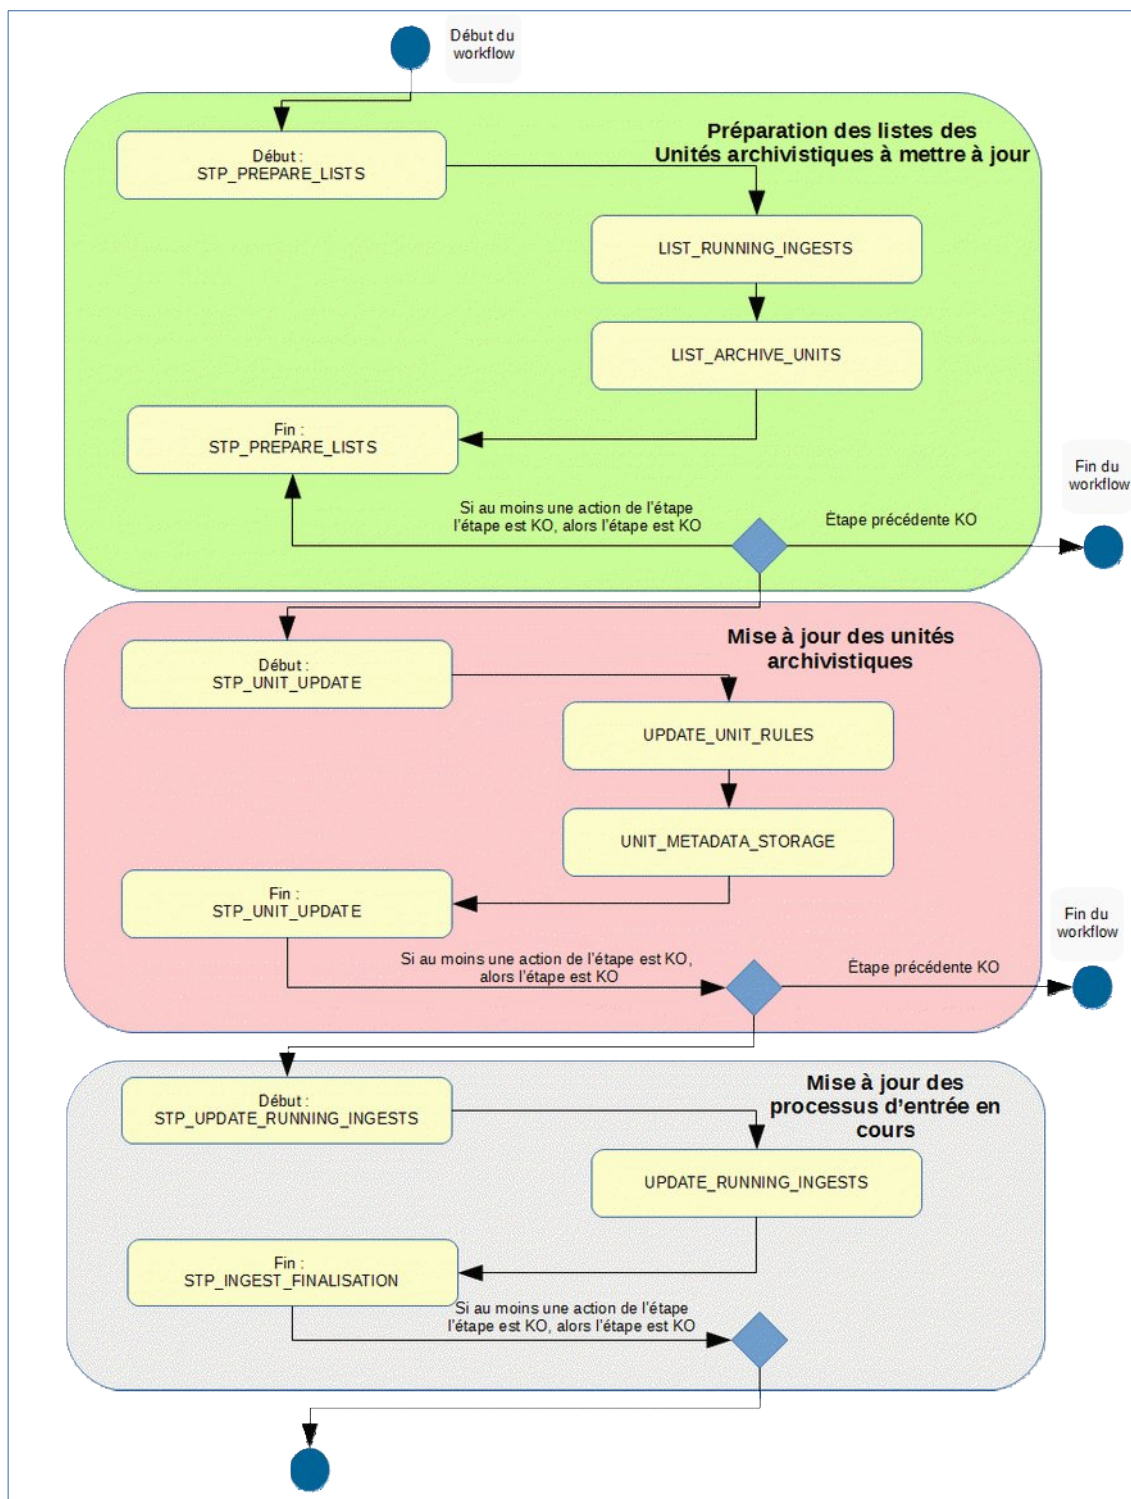 Début du
workflow
Préparation des listes des
Unités archivistiques à mettre à jour
Début :
STP_PREPARE_LISTS
LIST_RUNNING_INGESTS
LIST_ARCHIVE_UNITS
Fin :
STP_PREPARE_LISTS
Fin du
workflow
Si au moins une action de l'étape
l'étape est KO, alors l'étape est KO
Étape précédente KO
Mise à jour des unités
archivistiques
Début :
STP_UNIT_UPDATE
UPDATE_UNIT_RULES
UNIT_METADATA_STORAGE
Fin :
STP_UNIT_UPDATE
Fin du
workflow
Si au moins une action de l'étape est KO,
alors l'étape est KO
Étape précédente KO
Mise à jour des
processus d'entrée en
cours
Début :
STP_UPDATE_RUNNING_INGESTS
UPDATE_RUNNING_INGESTS
Fin :
STP_INGEST_FINALISATION
Si au moins une action de l'étape
l'étape est KO, alors l'étape est KO